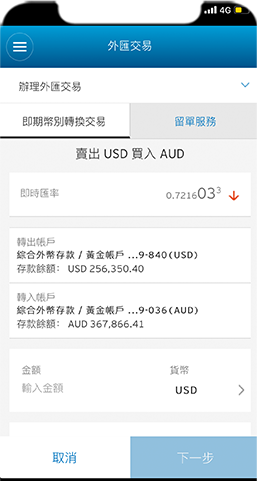 4G
外匯交易
辦理外匯交易
即期幣別轉換交易 留單服務
賣出 USD 買入 AUD
即時匯率 0.721603³
轉出帳戶
綜合外幣存款 / 黃金帳戶 ...9-840(USD)
存款餘額： USD 256,350.40
轉入帳戶
綜合外幣存款 / 黃金帳戶 ...9-036(AUD)
存款餘額： AUD 367,866.41
金額 貨幣
輸入金額 USD
取消 下一步